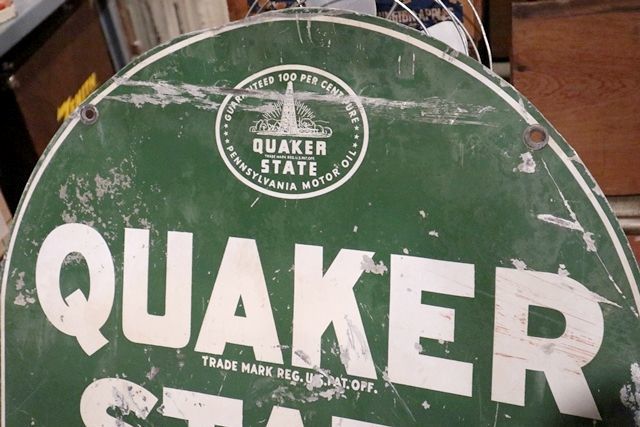 GUARANTEED 100 PER CENT PURE
QUAKER
TRADE MARK REG. U.S. PAT. OFF.
STATE
PENNSYLVANIA MOTOR OIL
QUAKER
TRADE MARK REG. U.S. PAT. OFF.
STATE